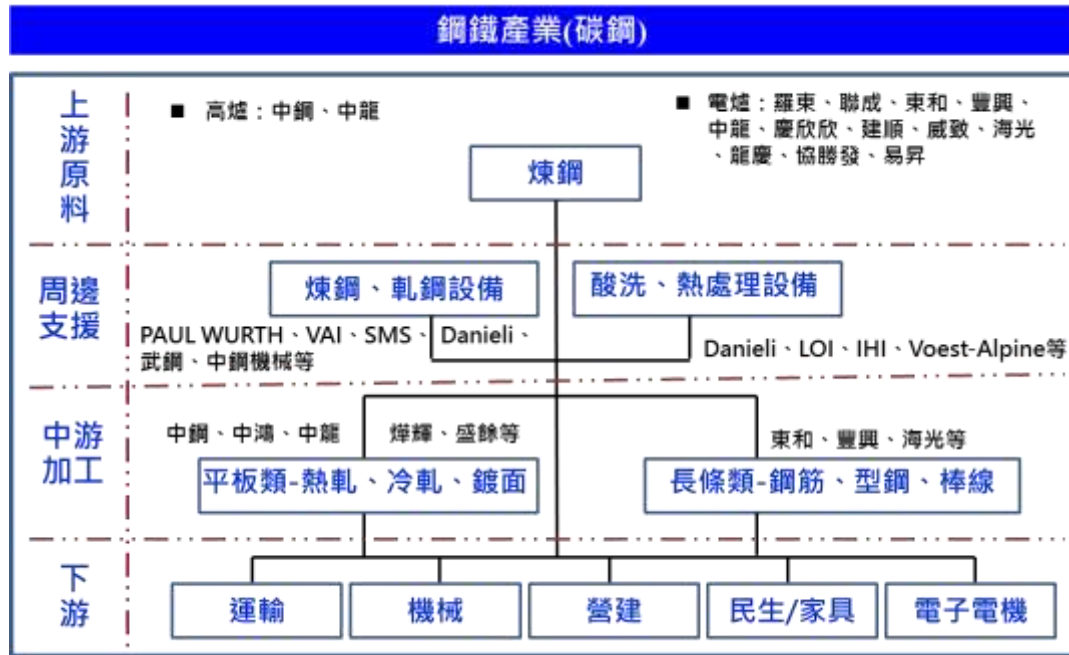 鋼鐵產業(碳鋼)
上
游
原
料
■ 高爐：中鋼、中龍
■ 電爐：羅東、聯成、東和、豐興、
中龍、慶欣欣、建順、威致、海光
、龍慶、協勝發、易昇
煉鋼
周邊
支援
煉鋼、軋鋼設備
酸洗、熱處理設備
PAUL WURTH、VAI、SMS、Danieli、
武鋼、中鋼機械等
Danieli、LOI、IHI、Voest-Alpine等
中游
加工
中鋼、中鴻、中龍
燁輝、盛餘等
東和、豐興、海光等
平板類-熱軋、冷軋、鍍面
長條類-鋼筋、型鋼、棒線
下
游
運輸
機械
營建
民生/家具
電子電機